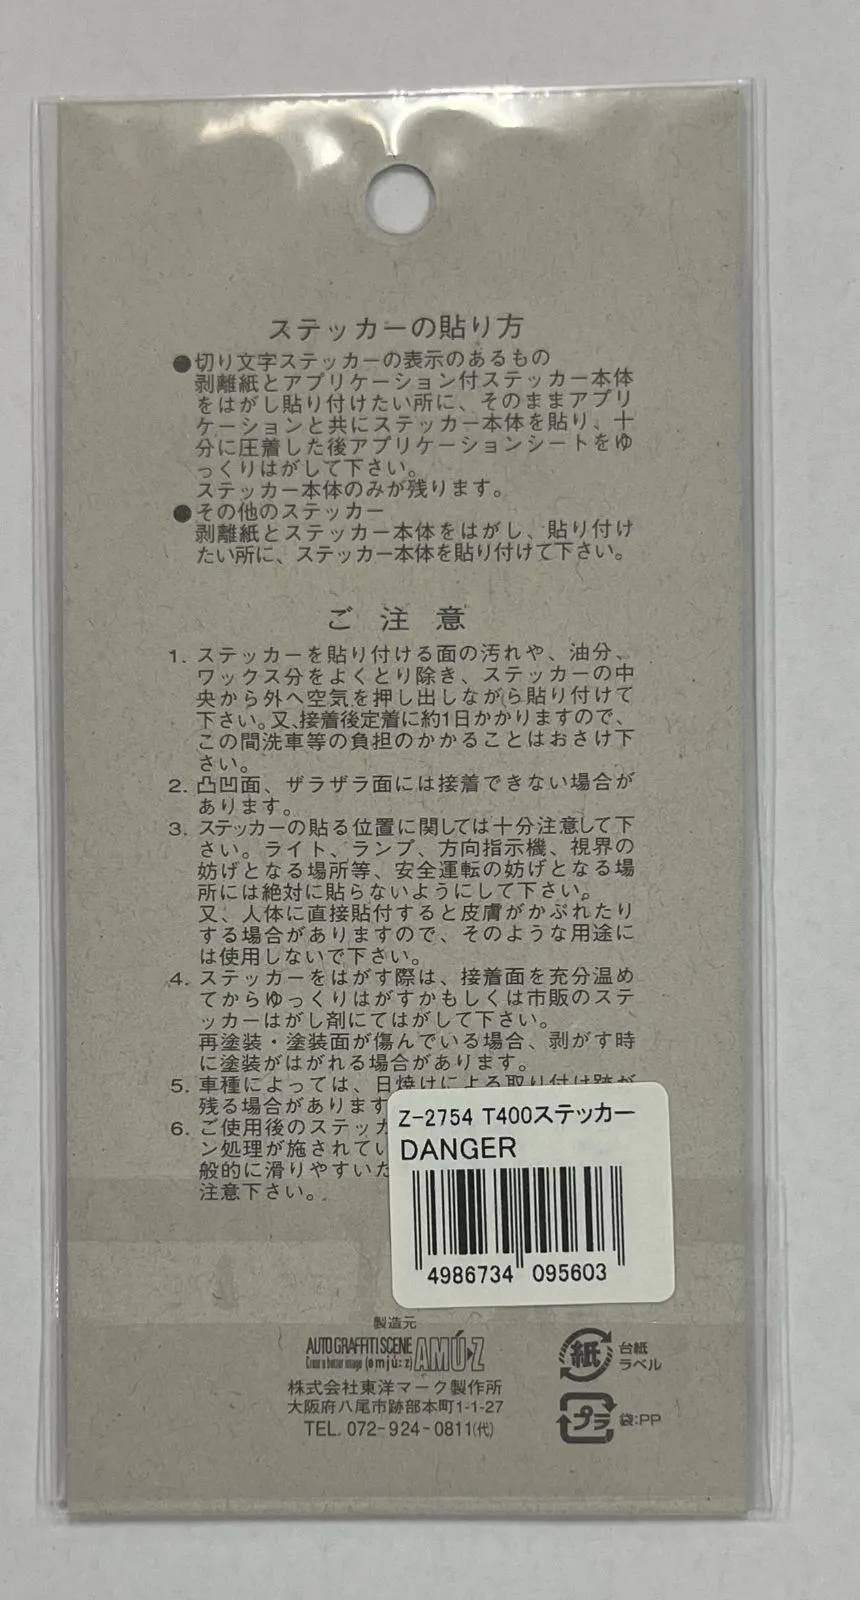 ステッカーの貼り方
●切り文字ステッカーの表示のあるもの
剥離紙とアプリケーション付ステッカー本体
をはがし貼り付けたい所に、そのままアプリ
ケーションと共にステッカー本体を貼り、十
分に圧着した後アプリケーションシートをゆ
っくりはがして下さい。
ステッカー本体のみが残ります。
●その他のステッカー
剥離紙とステッカー本体をはがし、貼り付け
たい所に、ステッカー本体を貼り付けて下さい。
ご注意
1. ステッカーを貼り付ける面の汚れや、油分、
ワックス分をよくとり除き、ステッカーの中
央から外へ空気を押し出しながら貼り付けて
下さい。又、接着後定着に約1日かかりますので、
この間洗車等の負担のかかることはおさけ下
さい。
2. 凸凹面、ザラザラ面には接着できない場合が
あります。
3. ステッカーの貼る位置に関しては十分注意して下
さい。ライト、ランプ、方向指示機、視界の
妨げとなる場所等、安全運転の妨げとなる場
所には絶対に貼らないようにして下さい。
又、人体に直接貼付すると皮膚がかぶれたり
する場合がありますので、そのような用途に
は使用しないで下さい。
4. ステッカーをはがす際は、接着面を充分温め
てからゆっくりはがすかもしくは市販のステ
ッカーはがし剤にてはがして下さい。
再塗装・塗装面が傷んでいる場合、剥がす時
に塗装がはがれる場合があります。
5. 車種によっては、日焼けによる取り付け跡が
残る場合があります
6. ご使用後のステッカ
ン処理が施されてい
般的に滑りやすいた
注意下さい。
Z-2754 T400ステッカー
DANGER
4986734 095603
製造元
AUTO GRAFFITI SCENE
Creat a better image (amjú:z) AMÚZ
株式会社東洋マーク製作所
大阪府八尾市跡部本町1-1-27
TEL. 072-924-0811(代)
紙 台紙
ラベル
プラ 袋:PP